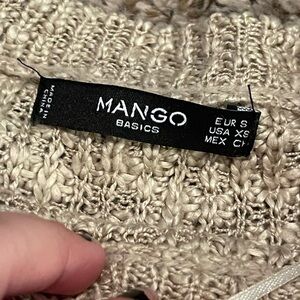 MADE IN
CHINA
MANGO
BASICS
EUR S
USA XS
MEX CH